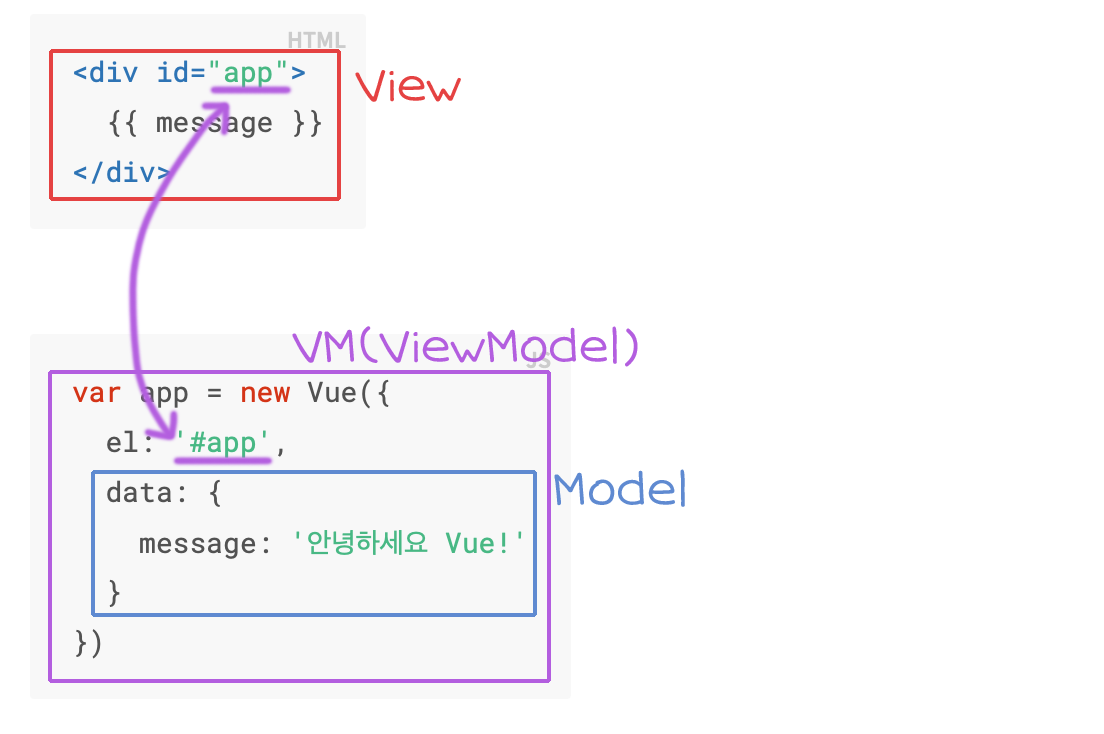 HTML
<div id="app">
{{ message }}
</div>
View
VM(ViewModel)
JS
var app = new Vue({
el: '#app',
data: {
Model
message: '안녕하세요 Vue!'
}
})